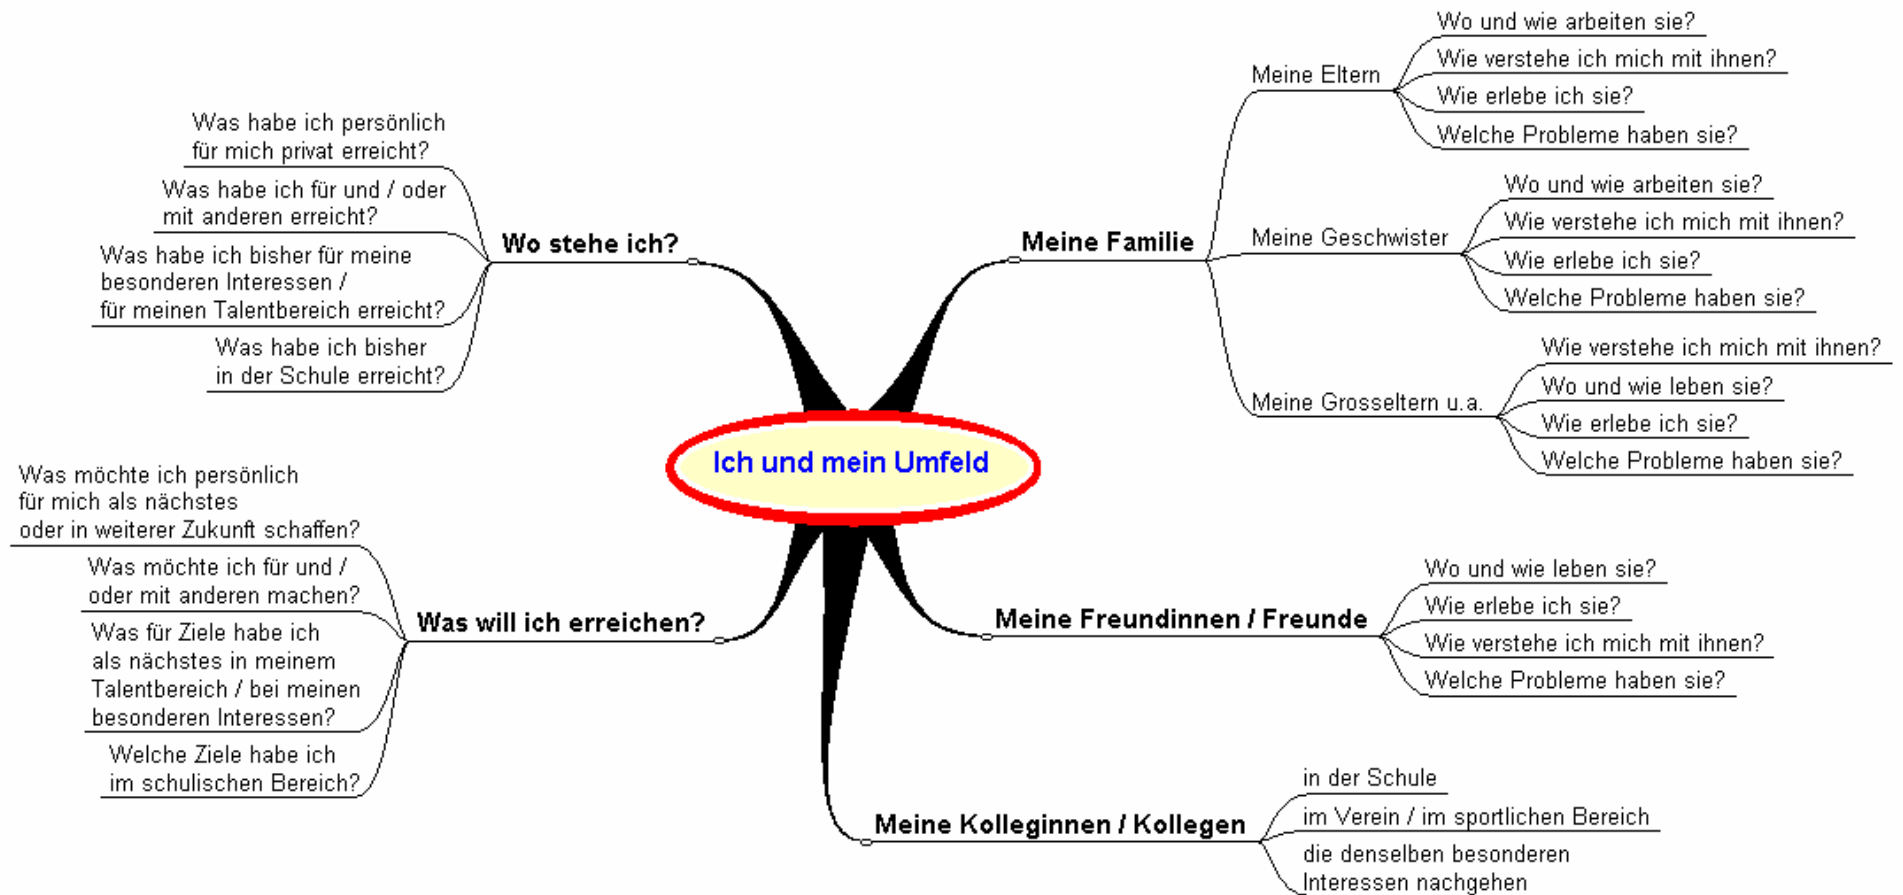 Ich und mein Umfeld
Wo stehe ich?
Was habe ich persönlich
für mich privat erreicht?
Was habe ich für und / oder
mit anderen erreicht?
Was habe ich bisher für meine
besonderen Interessen /
für meinen Talentbereich erreicht?
Was habe ich bisher
in der Schule erreicht?
Was will ich erreichen?
Was möchte ich persönlich
für mich als nächstes
oder in weiterer Zukunft schaffen?
Was möchte ich für und /
oder mit anderen machen?
Was für Ziele habe ich
als nächstes in meinem
Talentbereich / bei meinen
besonderen Interessen?
Welche Ziele habe ich
im schulischen Bereich?
Meine Familie
Meine Eltern
Wo und wie arbeiten sie?
Wie verstehe ich mich mit ihnen?
Wie erlebe ich sie?
Welche Probleme haben sie?
Meine Geschwister
Wo und wie arbeiten sie?
Wie verstehe ich mich mit ihnen?
Wie erlebe ich sie?
Welche Probleme haben sie?
Meine Grosseltern u.a.
Wie verstehe ich mich mit ihnen?
Wo und wie leben sie?
Wie erlebe ich sie?
Welche Probleme haben sie?
Meine Freundinnen / Freunde
Wo und wie leben sie?
Wie erlebe ich sie?
Wie verstehe ich mich mit ihnen?
Welche Probleme haben sie?
Meine Kolleginnen / Kollegen
in der Schule
im Verein / im sportlichen Bereich
die denselben besonderen
Interessen nachgehen